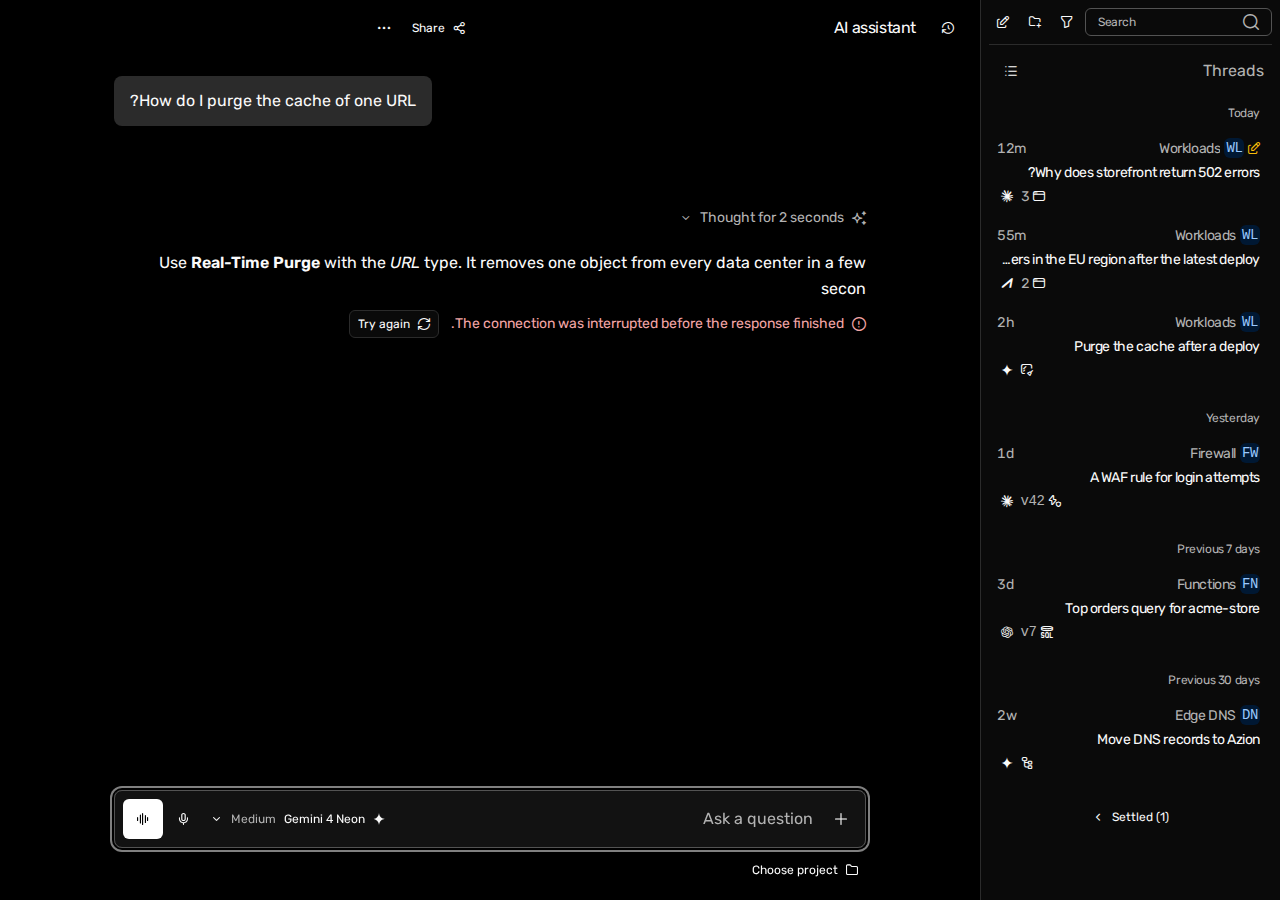 AI assistant
Share
?How do I purge the cache of one URL
Thought for 2 seconds
Use Real-Time Purge with the URL type. It removes one object from every data center in a few
secon
.The connection was interrupted before the response finished
Try again
Ask a question
Gemini 4 Neon Medium
Choose project
Search
Threads
Today
Workloads WL 12m
?Why does storefront return 502 errors
3
Workloads WL 55m
...ers in the EU region after the latest deploy
2
Workloads WL 2h
Purge the cache after a deploy
Yesterday
Firewall FW 1d
A WAF rule for login attempts
v42
Previous 7 days
Functions FN 3d
Top orders query for acme-store
v7 SQL
Previous 30 days
Edge DNS DN 2w
Move DNS records to Azion
Settled (1)